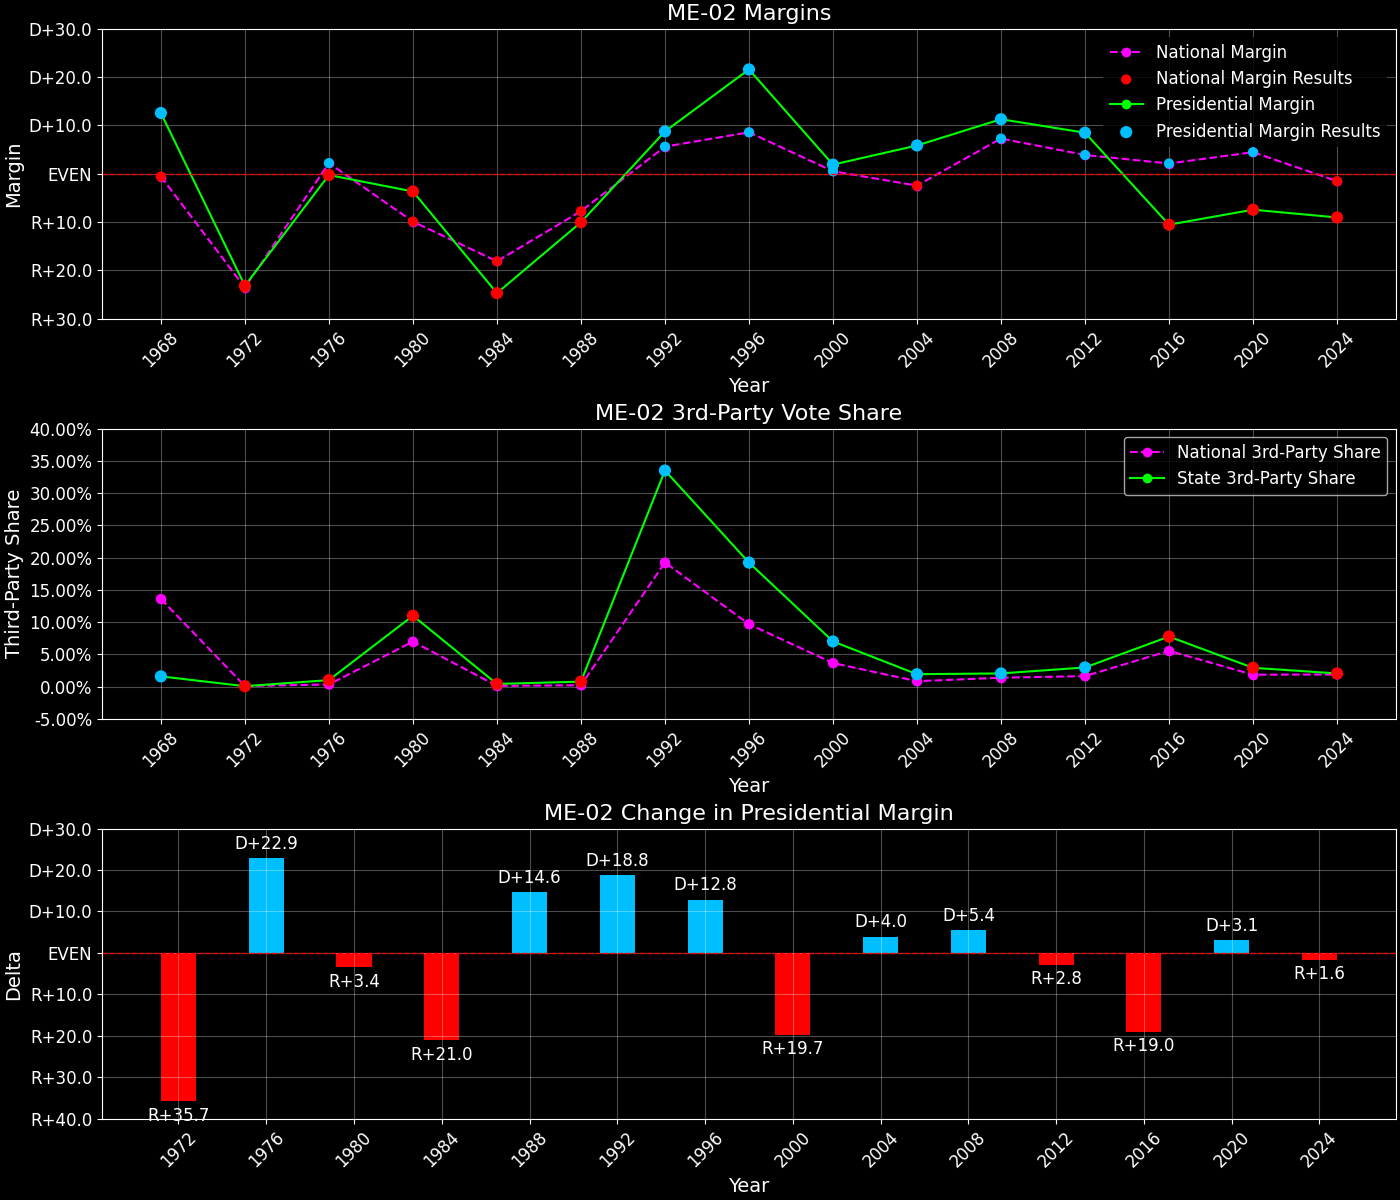 ME-02 Margins
D+30.0
D+20.0
D+10.0
EVEN
R+10.0
R+20.0
R+30.0
Margin
National Margin
National Margin Results
Presidential Margin
Presidential Margin Results
1968
1972
1976
1980
1984
1988
1992
1996
2000
2004
2008
2012
2016
2020
2024
Year
ME-02 3rd-Party Vote Share
40.00%
35.00%
30.00%
25.00%
20.00%
15.00%
10.00%
5.00%
0.00%
-5.00%
Third-Party Share
National 3rd-Party Share
State 3rd-Party Share
1968
1972
1976
1980
1984
1988
1992
1996
2000
2004
2008
2012
2016
2020
2024
Year
ME-02 Change in Presidential Margin
D+30.0
D+20.0
D+10.0
EVEN
R+10.0
R+20.0
R+30.0
R+40.0
Delta
R+35.7
D+22.9
R+3.4
R+21.0
D+14.6
D+18.8
D+12.8
R+19.7
D+4.0
D+5.4
R+2.8
R+19.0
D+3.1
R+1.6
1972
1976
1980
1984
1988
1992
1996
2000
2004
2008
2012
2016
2020
2024
Year